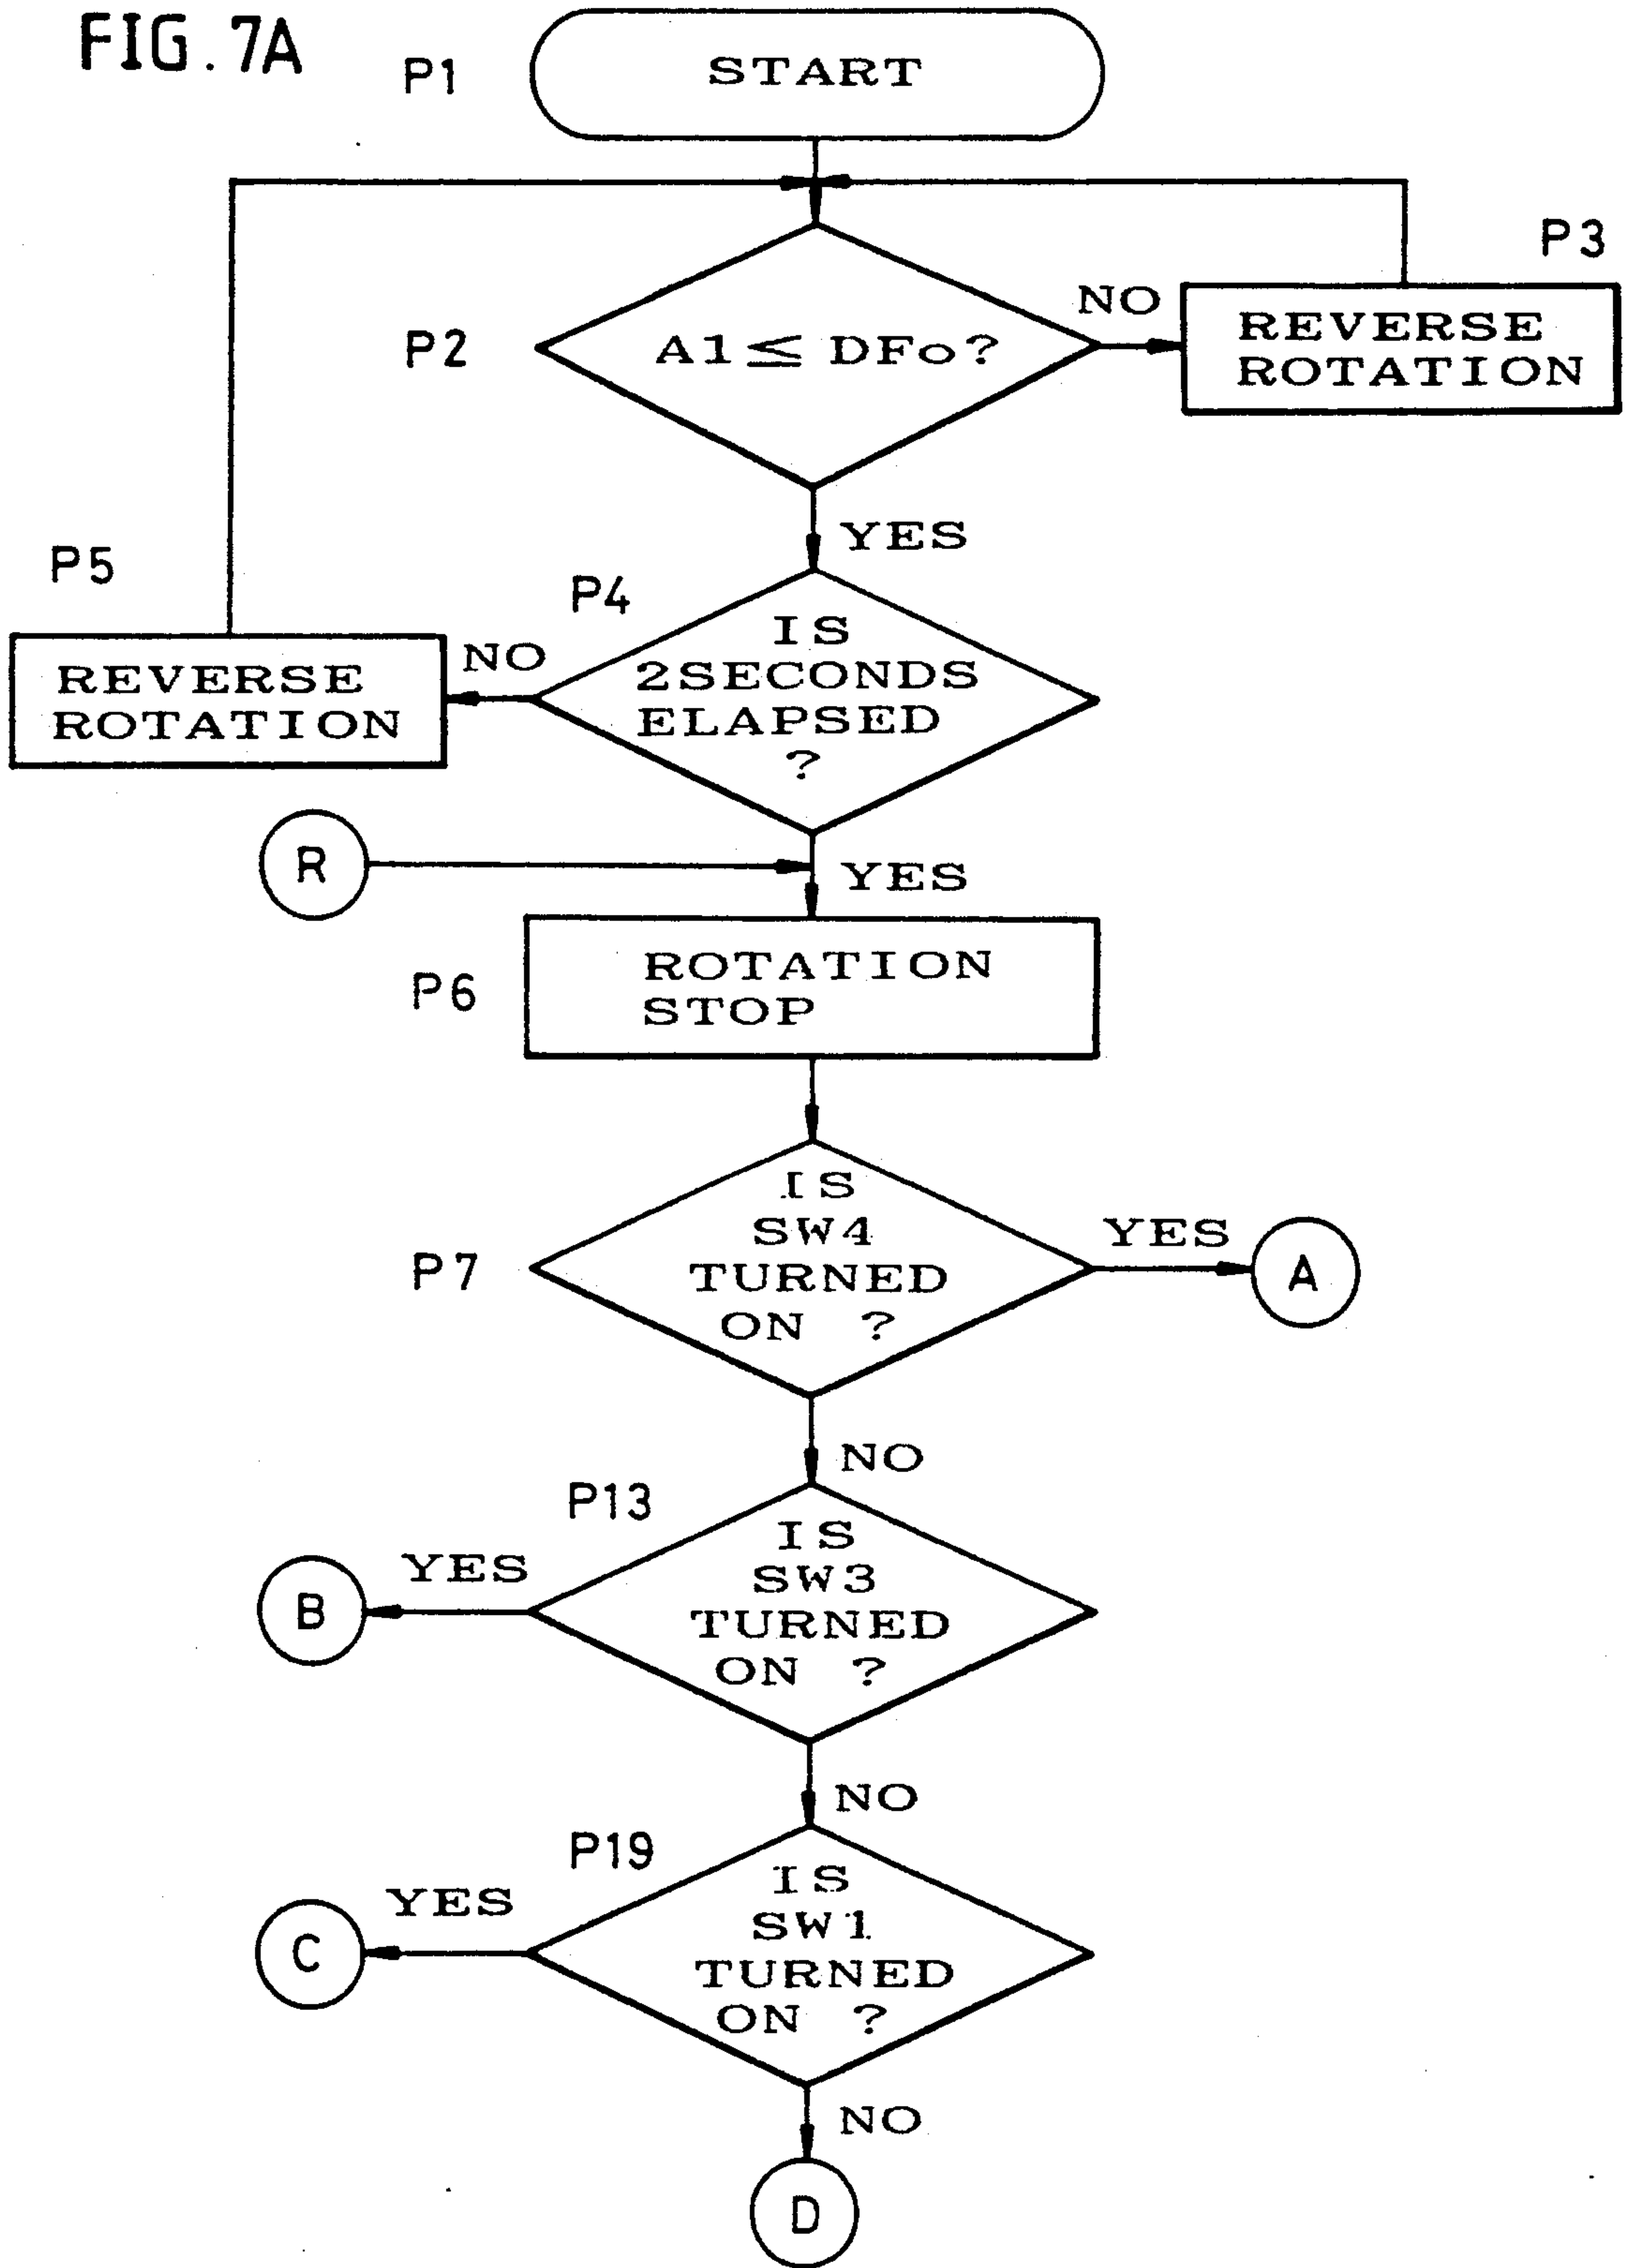 FIG. 7A
P1
START
P3
P2
A1≦ DFo?
NO
REVERSE
ROTATION
YES
P5
P4
IS
2SECONDS
ELAPSED
?
NO
REVERSE
ROTATION
R
YES
P6
ROTATION
STOP
P7
IS
SW4
TURNED
ON ?
YES
A
NO
P13
IS
SW3
TURNED
ON ?
YES
B
NO
P19
IS
SW1
TURNED
ON ?
YES
C
NO
D